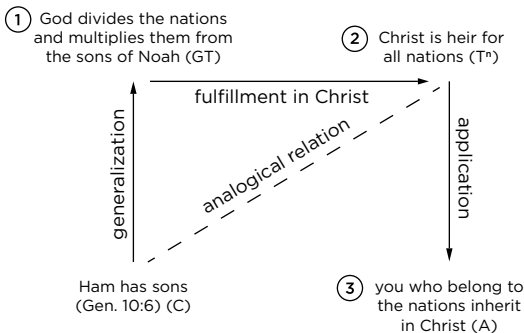 1 God divides the nations
and multiplies them from
the sons of Noah (GT)
2 Christ is heir for
all nations (Tⁿ)
fulfillment in Christ
generalization
analogical relation
application
Ham has sons
(Gen. 10:6) (C)
3 you who belong to
the nations inherit
in Christ (A)